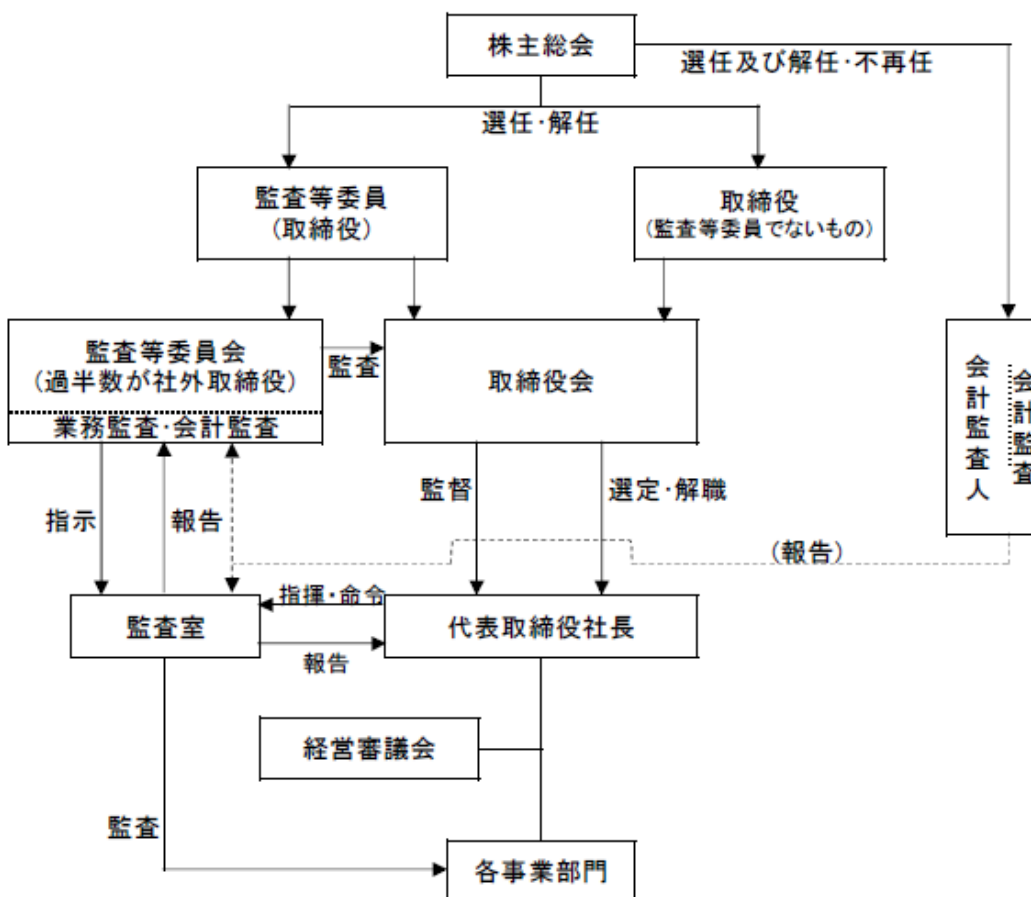 株主総会
選任及び解任・不再任
選任・解任
監査等委員
(取締役)
取締役
(監査等委員でないもの)
監査等委員会
(過半数が社外取締役)
業務監査・会計監査
監査
取締役会
会計監査人
会計監査
指示
報告
監督
選定・解職
(報告)
監査室
指揮・命令
報告
代表取締役社長
経営審議会
監査
各事業部門